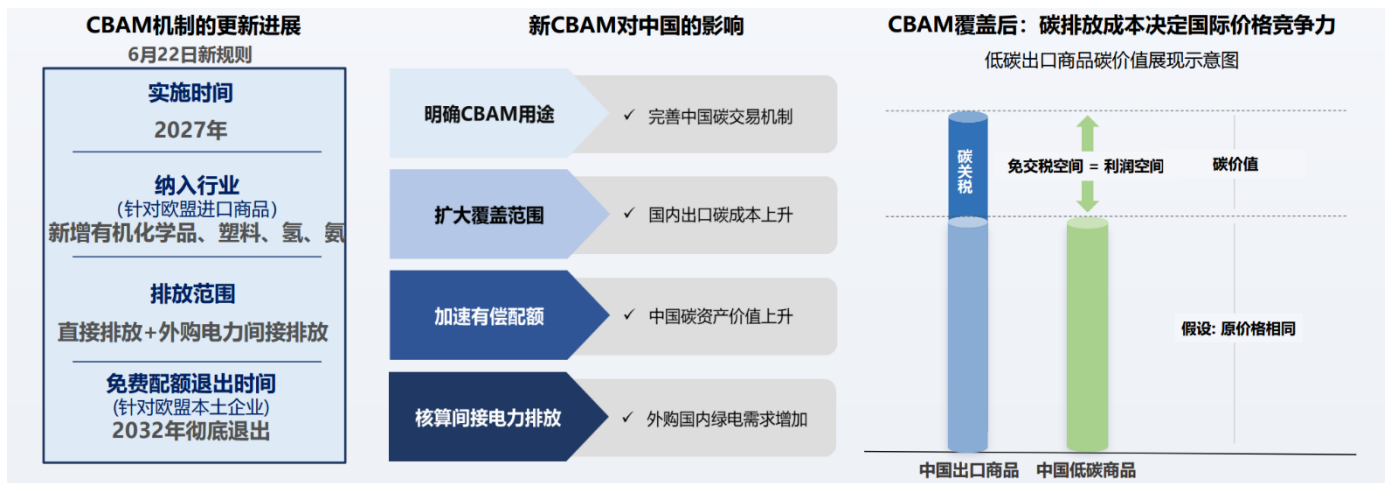 CBAM机制的更新进展
6月22日新规则
实施时间
2027年
纳入行业
(针对欧盟进口商品)
新增有机化学品、塑料、氢、氨
排放范围
直接排放+外购电力间接排放
免费配额退出时间
(针对欧盟本土企业)
2032年彻底退出
新CBAM对中国的影响
明确CBAM用途
✓ 完善中国碳交易机制
扩大覆盖范围
✓ 国内出口碳成本上升
加速有偿配额
✓ 中国碳资产价值上升
核算间接电力排放
✓ 外购国内绿电需求增加
CBAM覆盖后：碳排放成本决定国际价格竞争力
低碳出口商品碳价值展现示意图
碳关税
免交税空间 = 利润空间
碳价值
假设: 原价格相同
中国出口商品
中国低碳商品